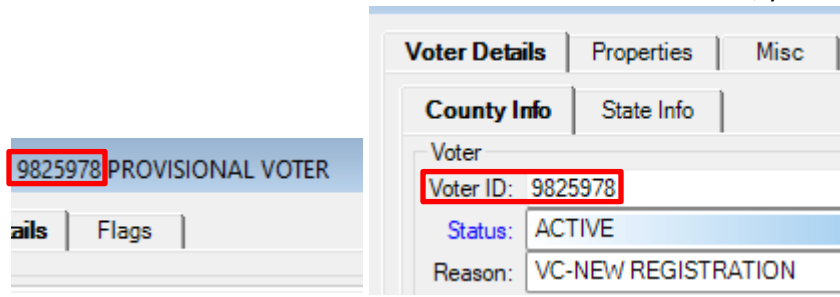 9825978 PROVISIONAL VOTER
ails Flags
Voter Details Properties Misc
County Info State Info
Voter
Voter ID: 9825978
Status: ACTIVE
Reason: VC-NEW REGISTRATION